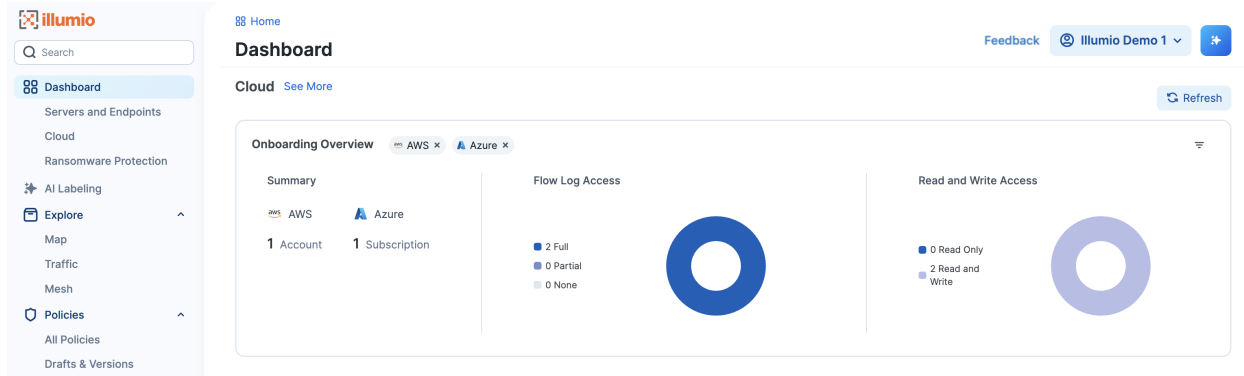 illumio
Search
Dashboard
Servers and Endpoints
Cloud
Ransomware Protection
AI Labeling
Explore
Map
Traffic
Mesh
Policies
All Policies
Drafts & Versions
Home
Dashboard
Feedback
Illumio Demo 1
Cloud See More
Refresh
Onboarding Overview aws AWS × Azure ×
Summary
aws AWS Azure
1 Account 1 Subscription
Flow Log Access
2 Full
0 Partial
0 None
Read and Write Access
0 Read Only
2 Read and
Write